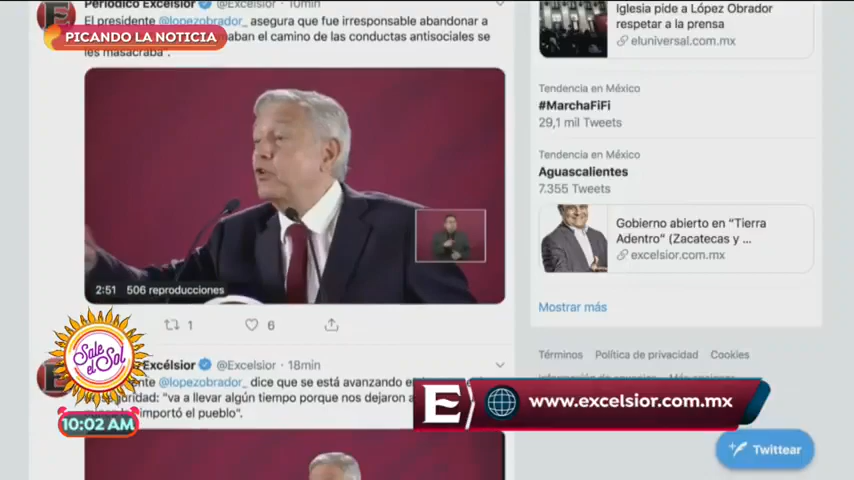 Periódico Excélsior @Excelsior · 10min
El presidente @lopezobrador_ asegura que fue irresponsable abandonar a
maban el camino de las conductas antisociales se
les masacraba".
PICANDO LA NOTICIA
2:51 506 reproducciones
1 6
Excélsior @Excelsior · 18min
ente @lopezobrador_ dice que se está avanzando e
seguridad: "va a llevar algún tiempo porque nos dejaron a
importó el pueblo".
Sale el Sol
10:02 AM
Iglesia pide a López Obrador
respetar a la prensa
eluniversal.com.mx
Tendencia en México
#MarchaFiFi
29,1 mil Tweets
Tendencia en México
Aguascalientes
7.355 Tweets
Gobierno abierto en “Tierra
Adentro” (Zacatecas y ...
excelsior.com.mx
Mostrar más
Términos Política de privacidad Cookies
E www.excelsior.com.mx
Twittear